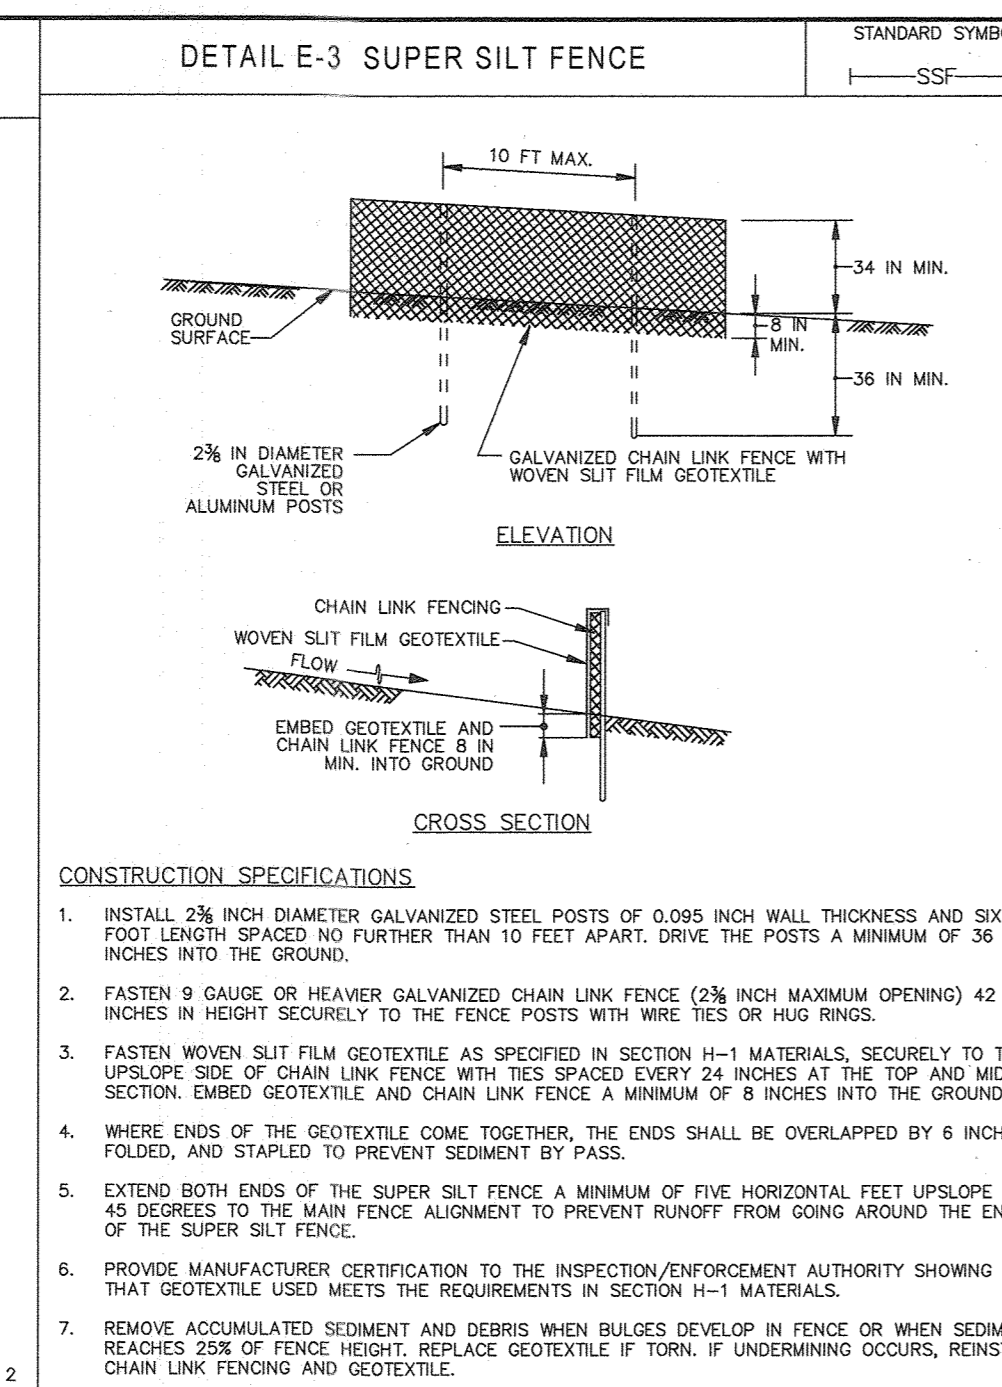 DETAIL E-3 SUPER SILT FENCE
STANDARD SYMBO
SSF
10 FT MAX.
34 IN MIN.
GROUND
SURFACE
8 IN
MIN.
36 IN MIN.
2⅜ IN DIAMETER
GALVANIZED
STEEL OR
ALUMINUM POSTS
GALVANIZED CHAIN LINK FENCE WITH
WOVEN SLIT FILM GEOTEXTILE
ELEVATION
CHAIN LINK FENCING
WOVEN SLIT FILM GEOTEXTILE
FLOW
EMBED GEOTEXTILE AND
CHAIN LINK FENCE 8 IN
MIN. INTO GROUND
CROSS SECTION
CONSTRUCTION SPECIFICATIONS
1. INSTALL 2⅜ INCH DIAMETER GALVANIZED STEEL POSTS OF 0.095 INCH WALL THICKNESS AND SIX
FOOT LENGTH SPACED NO FURTHER THAN 10 FEET APART. DRIVE THE POSTS A MINIMUM OF 36
INCHES INTO THE GROUND.
2. FASTEN 9 GAUGE OR HEAVIER GALVANIZED CHAIN LINK FENCE (2⅜ INCH MAXIMUM OPENING) 42
INCHES IN HEIGHT SECURELY TO THE FENCE POSTS WITH WIRE TIES OR HUG RINGS.
3. FASTEN WOVEN SLIT FILM GEOTEXTILE AS SPECIFIED IN SECTION H-1 MATERIALS, SECURELY TO T
UPSLOPE SIDE OF CHAIN LINK FENCE WITH TIES SPACED EVERY 24 INCHES AT THE TOP AND MID
SECTION. EMBED GEOTEXTILE AND CHAIN LINK FENCE A MINIMUM OF 8 INCHES INTO THE GROUND
4. WHERE ENDS OF THE GEOTEXTILE COME TOGETHER, THE ENDS SHALL BE OVERLAPPED BY 6 INCH
FOLDED, AND STAPLED TO PREVENT SEDIMENT BY PASS.
5. EXTEND BOTH ENDS OF THE SUPER SILT FENCE A MINIMUM OF FIVE HORIZONTAL FEET UPSLOPE
45 DEGREES TO THE MAIN FENCE ALIGNMENT TO PREVENT RUNOFF FROM GOING AROUND THE EN
OF THE SUPER SILT FENCE.
6. PROVIDE MANUFACTURER CERTIFICATION TO THE INSPECTION/ENFORCEMENT AUTHORITY SHOWING
THAT GEOTEXTILE USED MEETS THE REQUIREMENTS IN SECTION H-1 MATERIALS.
7. REMOVE ACCUMULATED SEDIMENT AND DEBRIS WHEN BULGES DEVELOP IN FENCE OR WHEN SEDIM
REACHES 25% OF FENCE HEIGHT. REPLACE GEOTEXTILE IF TORN. IF UNDERMINING OCCURS, REINST
CHAIN LINK FENCING AND GEOTEXTILE.
2